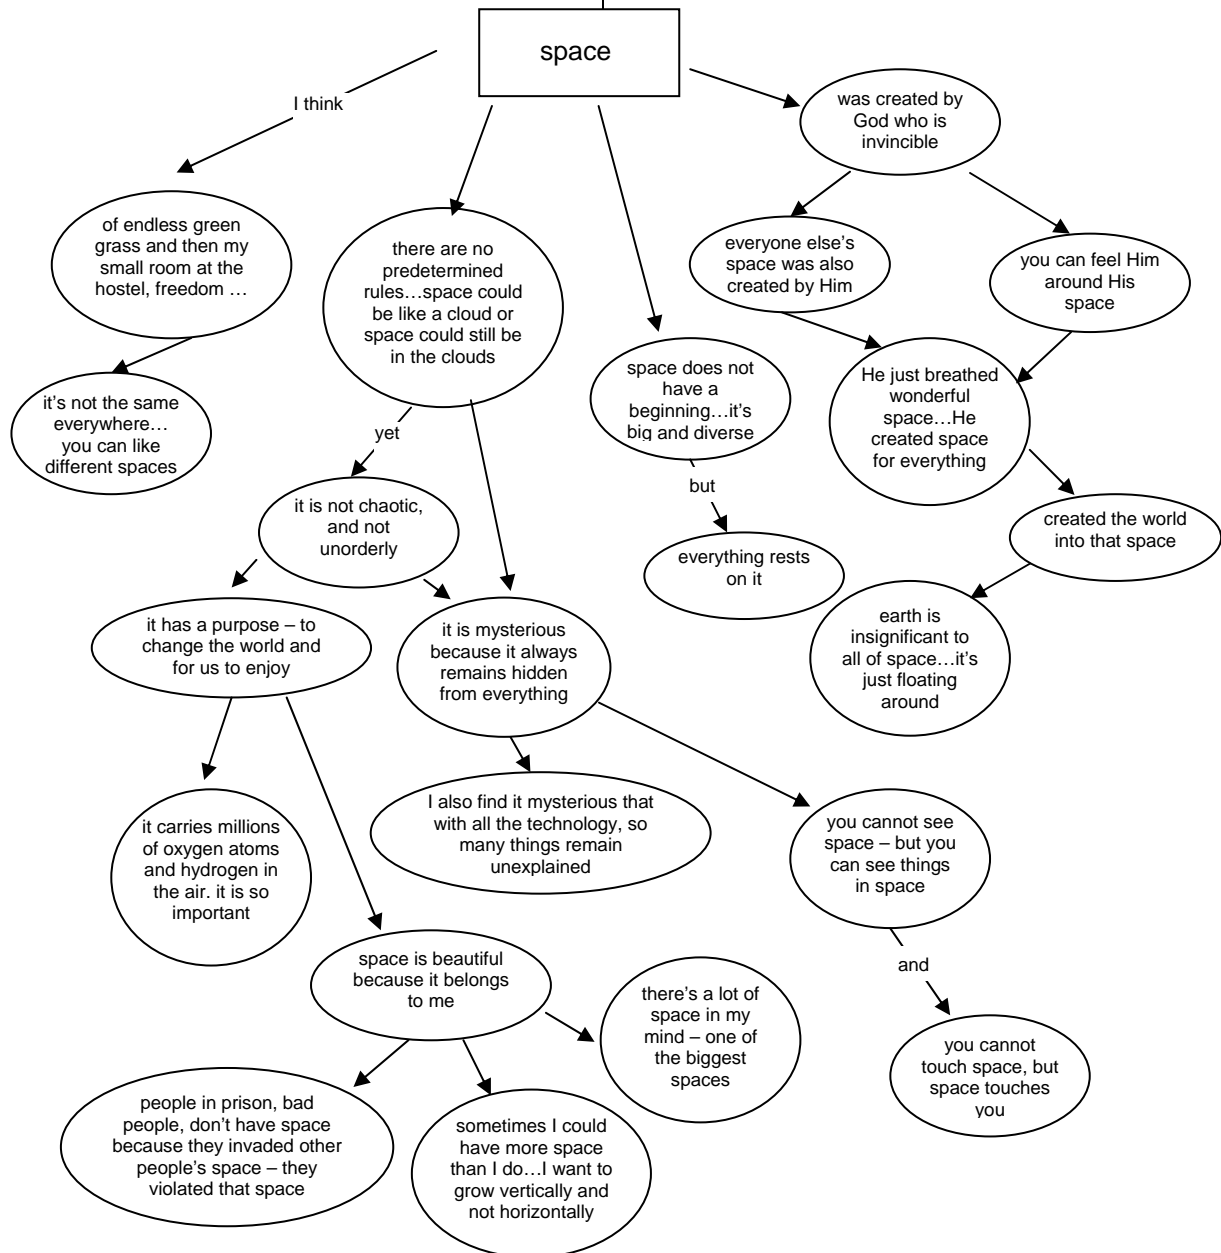 space
I think
was created by
God who is
invincible
of endless green
grass and then my
small room at the
hostel, freedom …
there are no
predetermined
rules…space could
be like a cloud or
space could still be
in the clouds
everyone else’s
space was also
created by Him
you can feel Him
around His
space
it’s not the same
everywhere…
you can like
different spaces
space does not
have a
beginning…it’s
big and diverse
He just breathed
wonderful
space…He
created space
for everything
yet
but
it is not chaotic,
and not
unorderly
everything rests
on it
created the world
into that space
it has a purpose – to
change the world and
for us to enjoy
it is mysterious
because it always
remains hidden
from everything
earth is
insignificant to
all of space…it’s
just floating
around
it carries millions
of oxygen atoms
and hydrogen in
the air. it is so
important
I also find it mysterious that
with all the technology, so
many things remain
unexplained
you cannot see
space – but you
can see things
in space
space is beautiful
because it belongs
to me
there’s a lot of
space in my
mind – one of
the biggest
spaces
and
you cannot
touch space, but
space touches
you
people in prison, bad
people, don’t have space
because they invaded other
people’s space – they
violated that space
sometimes I could
have more space
than I do…I want to
grow vertically and
not horizontally